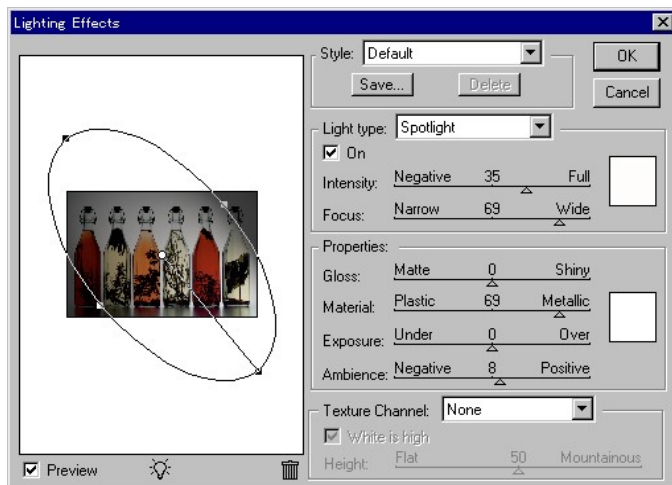 Lighting Effects
Style: Default
Save... Delete
OK
Cancel
Light type: Spotlight
On
Intensity: Negative 35 Full
Focus: Narrow 69 Wide
Properties:
Gloss: Matte 0 Shiny
Material: Plastic 69 Metallic
Exposure: Under 0 Over
Ambience: Negative 8 Positive
Texture Channel: None
White is high
Height: Flat 50 Mountainous
Preview